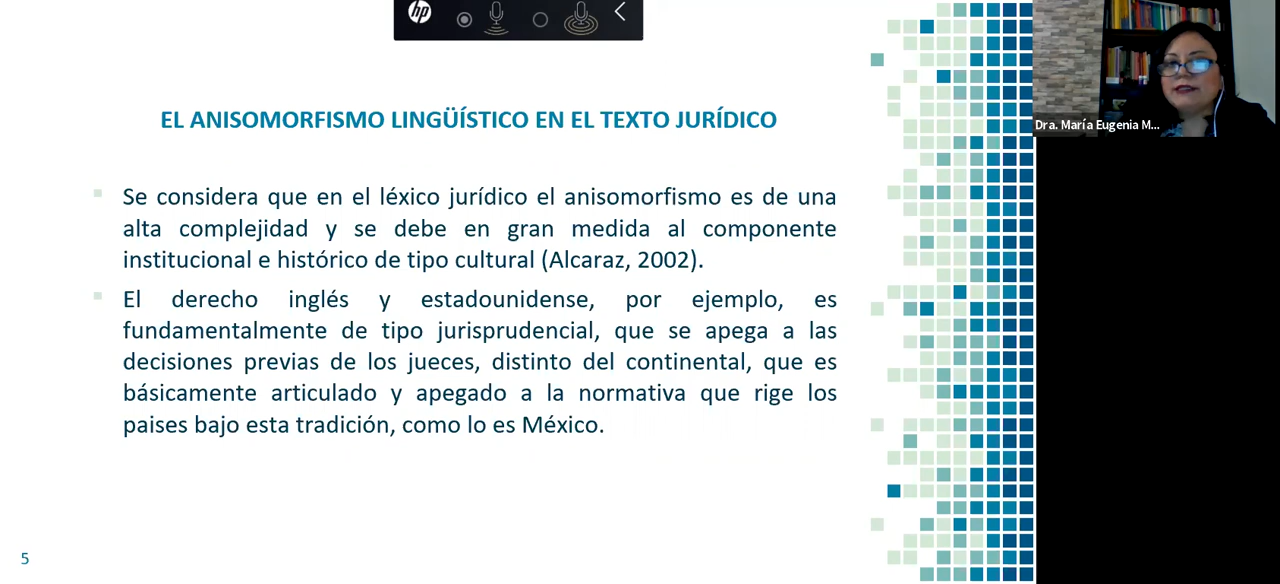 hp
EL ANISOMORFISMO LINGÜÍSTICO EN EL TEXTO JURÍDICO
Se considera que en el léxico jurídico el anisomorfismo es de una
alta complejidad y se debe en gran medida al componente
institucional e histórico de tipo cultural (Alcaraz, 2002).
El derecho inglés y estadounidense, por ejemplo, es
fundamentalmente de tipo jurisprudencial, que se apega a las
decisiones previas de los jueces, distinto del continental, que es
básicamente articulado y apegado a la normativa que rige los
paises bajo esta tradición, como lo es México.
5
Dra. María Eugenia M...